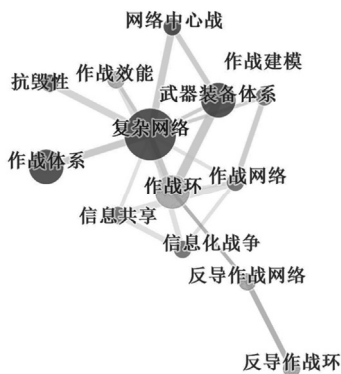 网络中心战
作战建模
抗毁性
作战效能
武器装备体系
复杂网络
作战体系
作战环
作战网络
信息共享
信息化战争
反导作战网络
反导作战环